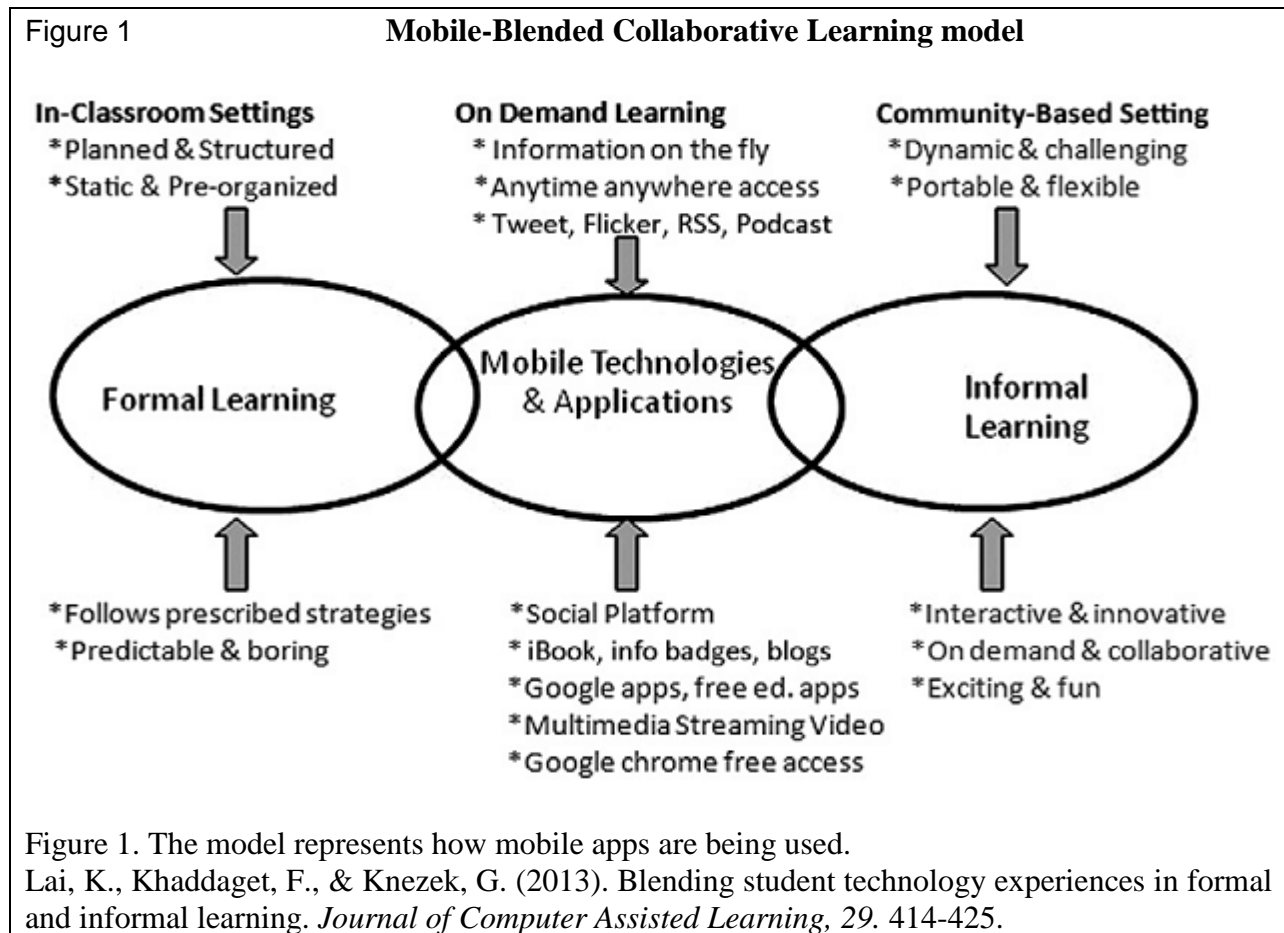 Figure 1
Mobile-Blended Collaborative Learning model
In-Classroom Settings
*Planned & Structured
*Static & Pre-organized
On Demand Learning
*Information on the fly
*Anytime anywhere access
* Tweet, Flicker, RSS, Podcast
Community-Based Setting
*Dynamic & challenging
*Portable & flexible
Formal Learning
Mobile Technologies
& Applications
Informal
Learning
*Follows prescribed strategies
*Predictable & boring
*Social Platform
*iBook, info badges, blogs
*Google apps, free ed. apps
*Multimedia Streaming Video
*Google chrome free access
*Interactive & innovative
*On demand & collaborative
*Exciting & fun
Figure 1. The model represents how mobile apps are being used.
Lai, K., Khaddaget, F., & Knezek, G. (2013). Blending student technology experiences in formal
and informal learning. Journal of Computer Assisted Learning, 29. 414-425.